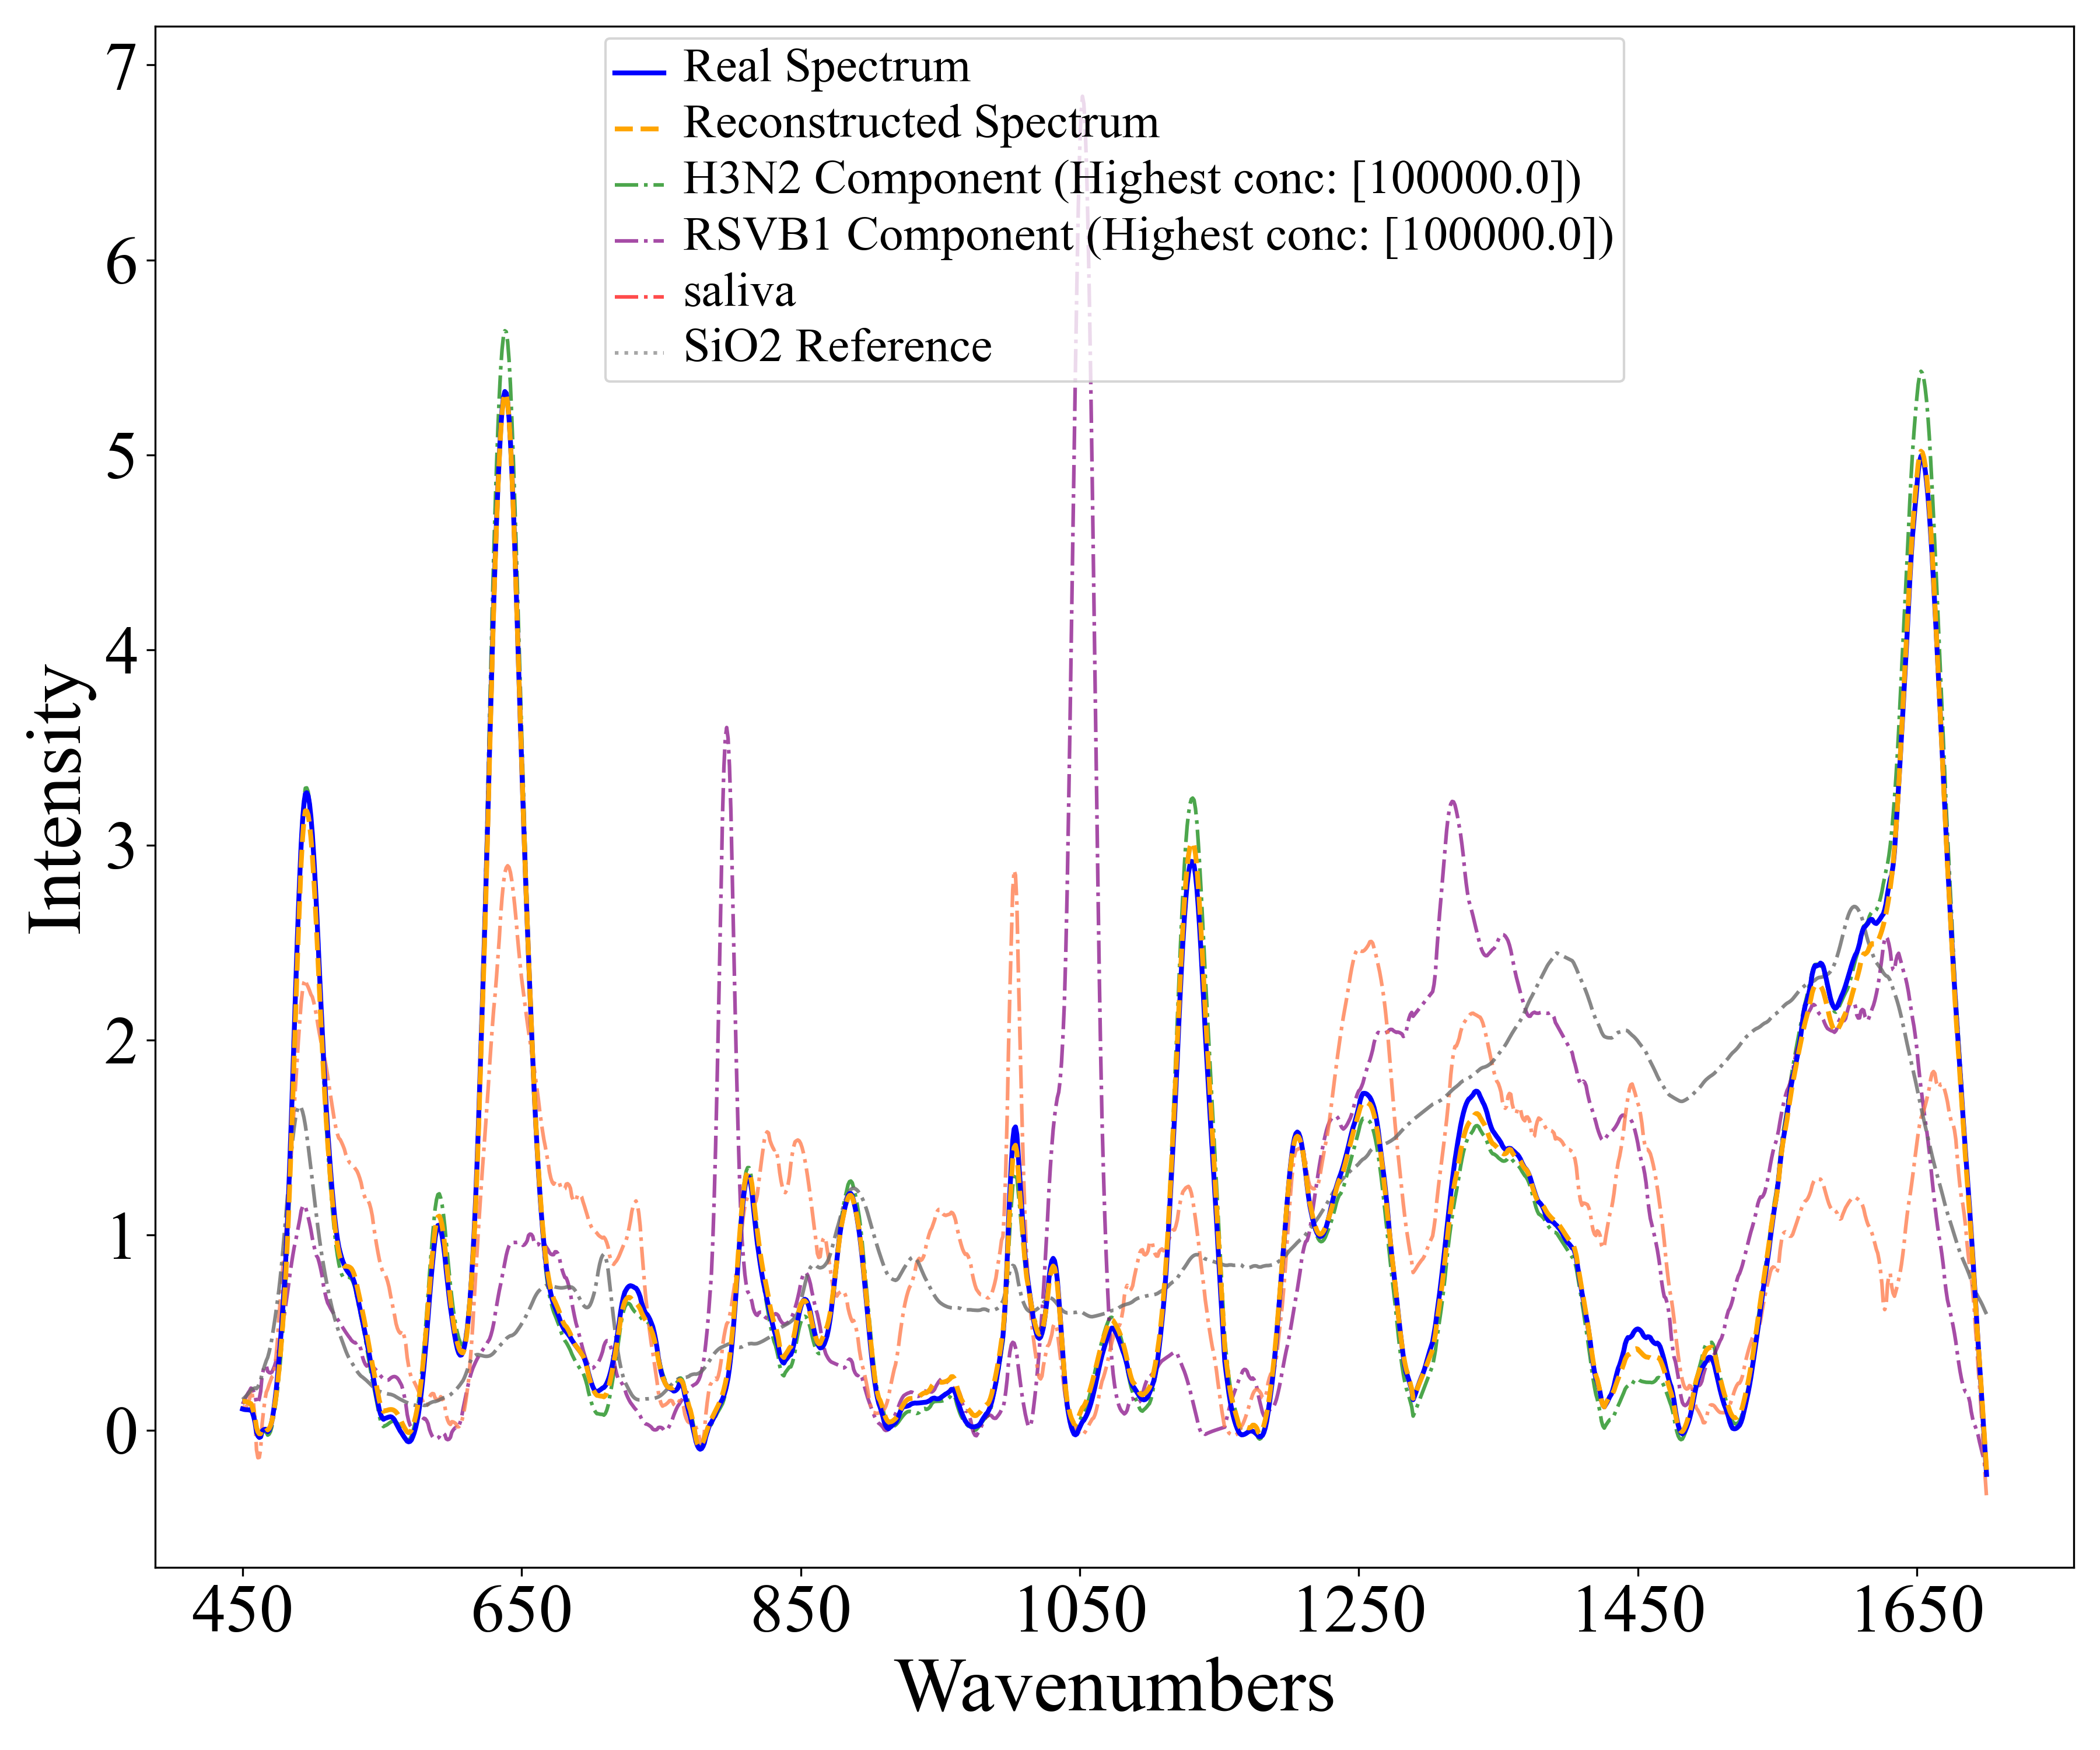 Real Spectrum
Reconstructed Spectrum
H3N2 Component (Highest conc: [100000.0])
RSVB1 Component (Highest conc: [100000.0])
saliva
SiO2 Reference
7
6
5
4
3
2
1
0
Intensity
450 650 850 1050 1250 1450 1650
Wavenumbers